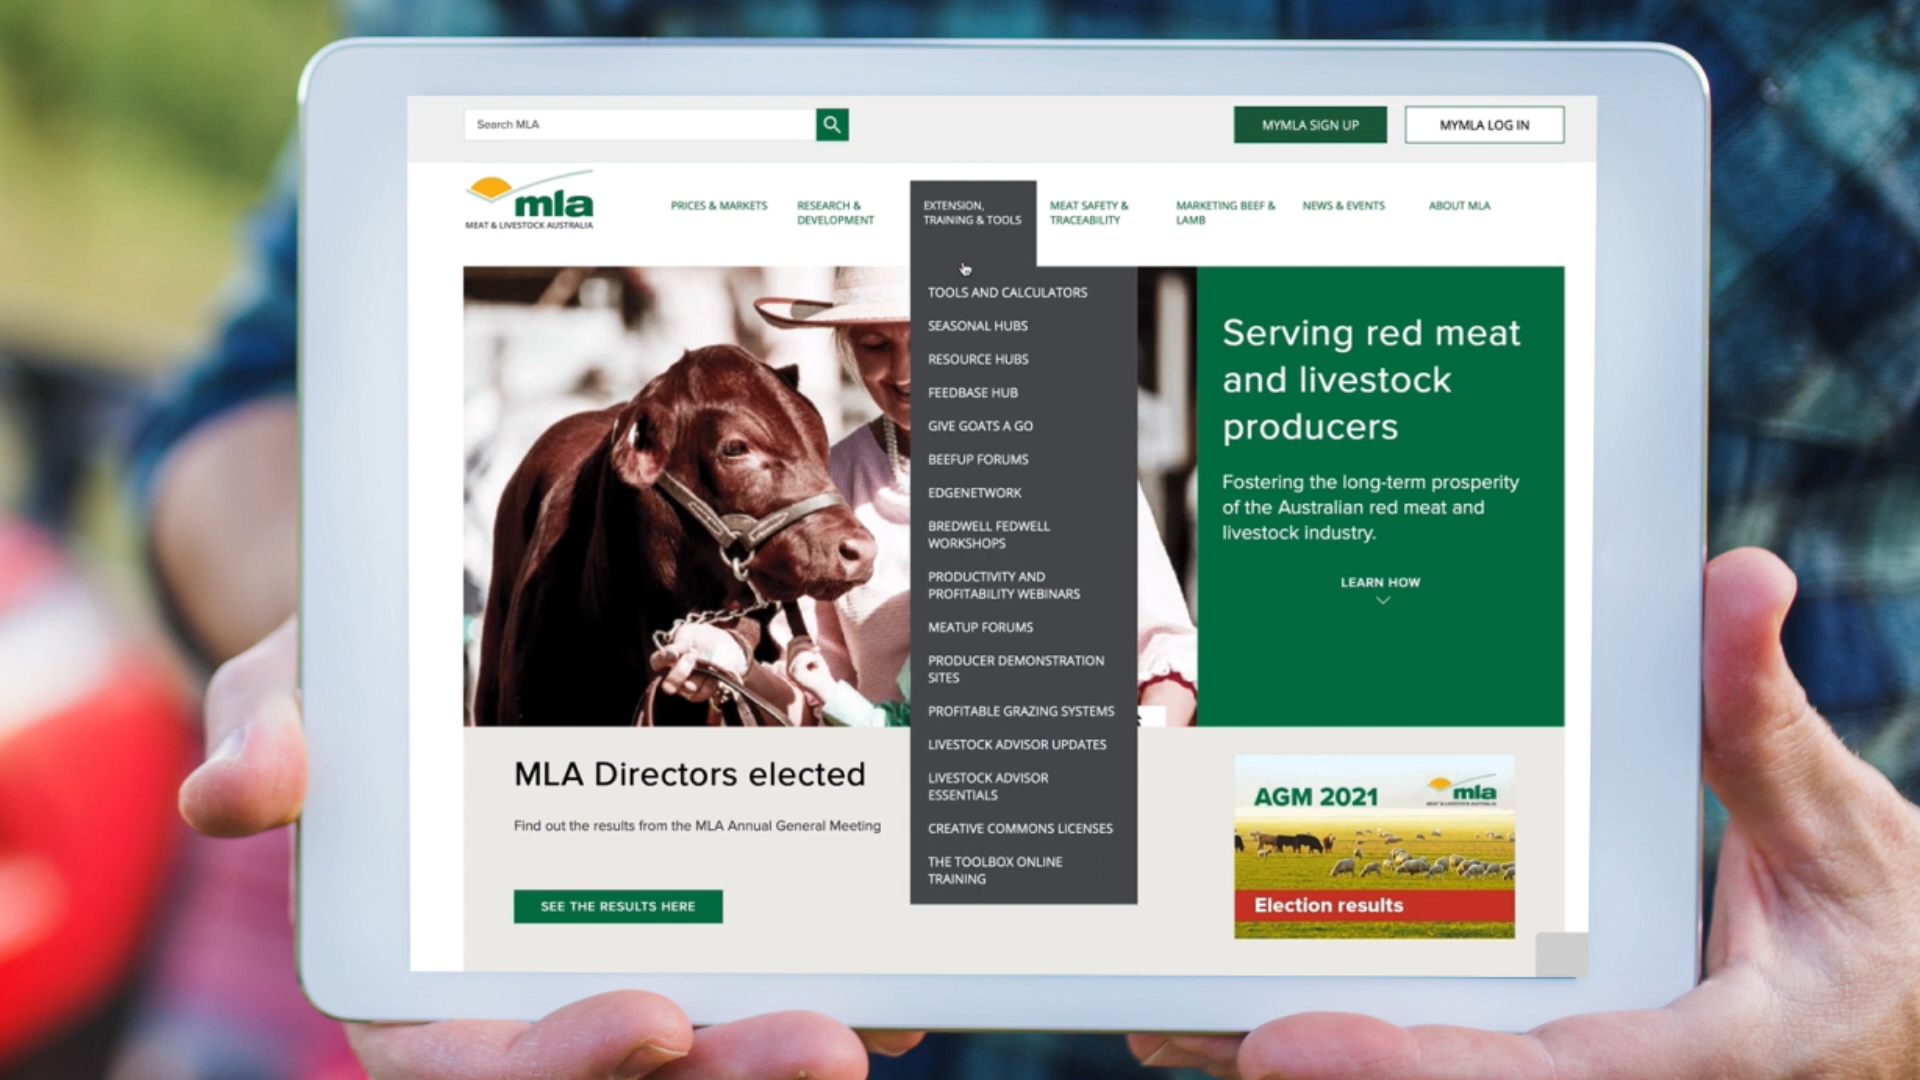 Search MLA
MYMLA SIGN UP
MYMLA LOG IN
mla
MEAT & LIVESTOCK AUSTRALIA
PRICES & MARKETS
RESEARCH &
DEVELOPMENT
EXTENSION,
TRAINING & TOOLS
MEAT SAFETY &
TRACEABILITY
MARKETING BEEF &
LAMB
NEWS & EVENTS
ABOUT MLA
TOOLS AND CALCULATORS
SEASONAL HUBS
RESOURCE HUBS
FEEDBASE HUB
GIVE GOATS A GO
BEEFUP FORUMS
EDGENETWORK
BREDWELL FEDWELL
WORKSHOPS
PRODUCTIVITY AND
PROFITABILITY WEBINARS
MEATUP FORUMS
PRODUCER DEMONSTRATION
SITES
PROFITABLE GRAZING SYSTEMS
LIVESTOCK ADVISOR UPDATES
LIVESTOCK ADVISOR
ESSENTIALS
CREATIVE COMMONS LICENSES
THE TOOLBOX ONLINE
TRAINING
Serving red meat
and livestock
producers
Fostering the long-term prosperity
of the Australian red meat and
livestock industry.
LEARN HOW
MLA Directors elected
Find out the results from the MLA Annual General Meeting
SEE THE RESULTS HERE
AGM 2021
mla
MEAT & LIVESTOCK AUSTRALIA
Election results